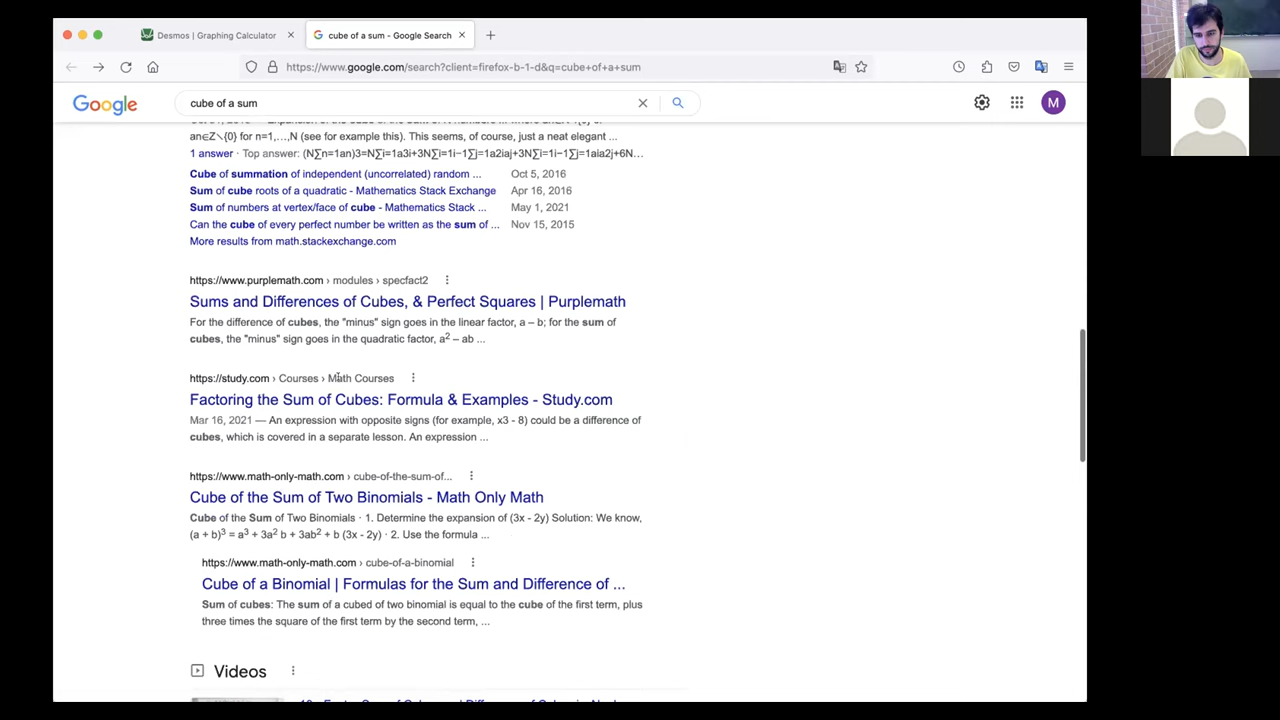 Desmos | Graphing Calculator
cube of a sum - Google Search
https://www.google.com/search?client=firefox-b-1-d&q=cube+of+a+sum
Google
cube of a sum
M
an∈Z∖{0} for n=1,…,N (see for example this). This seems, of course, just a neat elegant ...
1 answer · Top answer: (N∑n=1an)3=N∑i=1a3i+3N∑i=1i−1∑j=1a2iaj+3N∑i=1i−1∑j=1aia2j+6N…
Cube of summation of independent (uncorrelated) random ... Oct 5, 2016
Sum of cube roots of a quadratic - Mathematics Stack Exchange Apr 16, 2016
Sum of numbers at vertex/face of cube - Mathematics Stack ... May 1, 2021
Can the cube of every perfect number be written as the sum of ... Nov 15, 2015
More results from math.stackexchange.com
https://www.purplemath.com › modules › specfact2
Sums and Differences of Cubes, & Perfect Squares | Purplemath
For the difference of cubes, the "minus" sign goes in the linear factor, a – b; for the sum of
cubes, the "minus" sign goes in the quadratic factor, a² – ab ...
https://study.com › Courses › Math Courses
Factoring the Sum of Cubes: Formula & Examples - Study.com
Mar 16, 2021 — An expression with opposite signs (for example, x3 - 8) could be a difference of
cubes, which is covered in a separate lesson. An expression ...
https://www.math-only-math.com › cube-of-the-sum-of...
Cube of the Sum of Two Binomials - Math Only Math
Cube of the Sum of Two Binomials · 1. Determine the expansion of (3x - 2y) Solution: We know,
(a + b)³ = a³ + 3a² b + 3ab² + b (3x - 2y) · 2. Use the formula ...
https://www.math-only-math.com › cube-of-a-binomial
Cube of a Binomial | Formulas for the Sum and Difference of ...
Sum of cubes: The sum of a cubed of two binomial is equal to the cube of the first term, plus
three times the square of the first term by the second term, ...
Videos